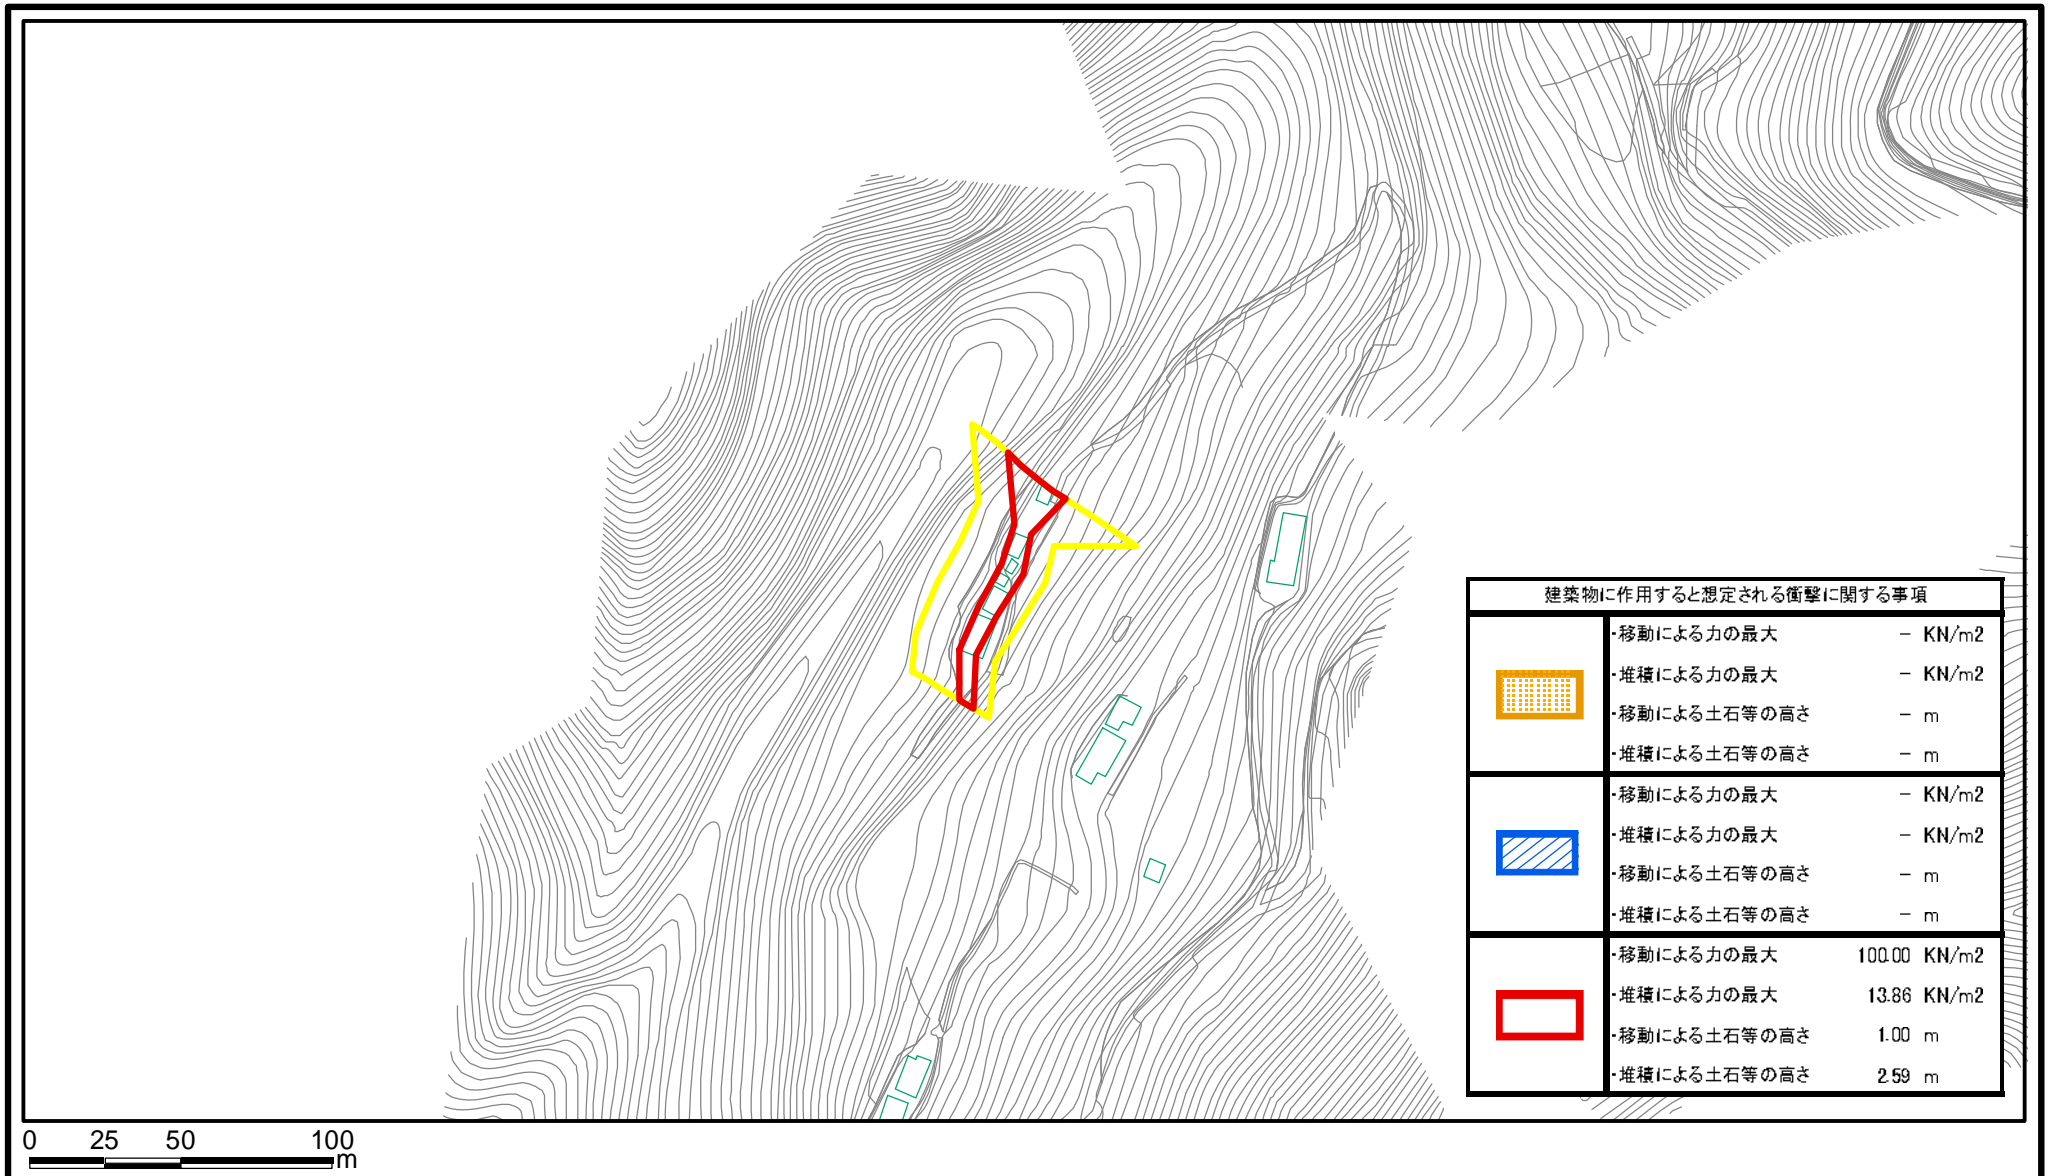 建築物に作用すると想定される衝撃に関する事項
・移動による力の最大 － KN/m2
・堆積による力の最大 － KN/m2
・移動による土石等の高さ － m
・堆積による土石等の高さ － m
・移動による力の最大 － KN/m2
・堆積による力の最大 － KN/m2
・移動による土石等の高さ － m
・堆積による土石等の高さ － m
・移動による力の最大 100.00 KN/m2
・堆積による力の最大 13.86 KN/m2
・移動による土石等の高さ 1.00 m
・堆積による土石等の高さ 2.59 m
0 25 50 100
m